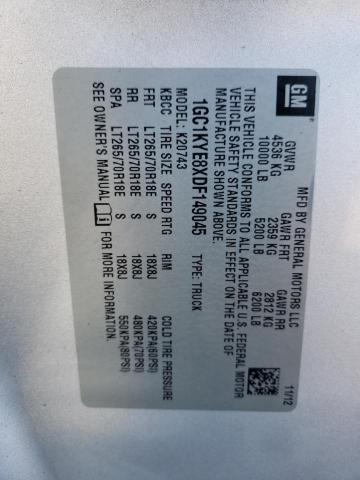 GM
MFD BY GENERAL MOTORS LLC
11/12
GVWR GAWR FRT GAWR RR
4536 KG 2359 KG 2812 KG
10000 LB 5200 LB 6200 LB
THIS VEHICLE CONFORMS TO ALL APPLICABLE U.S. FEDERAL MOTOR
VEHICLE SAFETY STANDARDS IN EFFECT ON THE DATE OF
MANUFACTURE SHOWN ABOVE.
1GC1KYE8XDF149045 TYPE: TRUCK
MODEL: K20743
KBCC TIRE SIZE SPEED RTG RIM COLD TIRE PRESSURE
FRT LT265/70R18E S 18X8J 420KPA(60PSI)
RR LT265/70R18E S 18X8J 480KPA(70PSI)
SPA LT265/70R18E S 18X8J 550KPA(80PSI)
SEE OWNER'S MANUAL i FOR MORE INFORMATION.